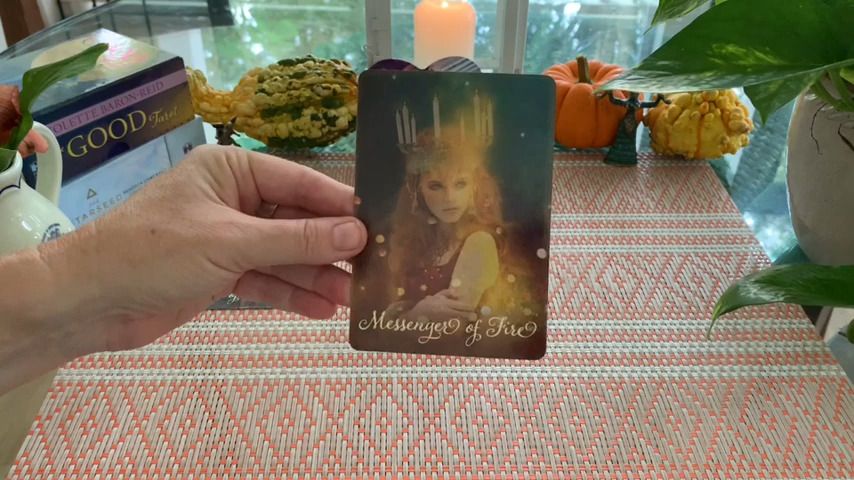 OLETTE BARON-REID
GOOD Tarot
STARSEED
Messenger of Fire